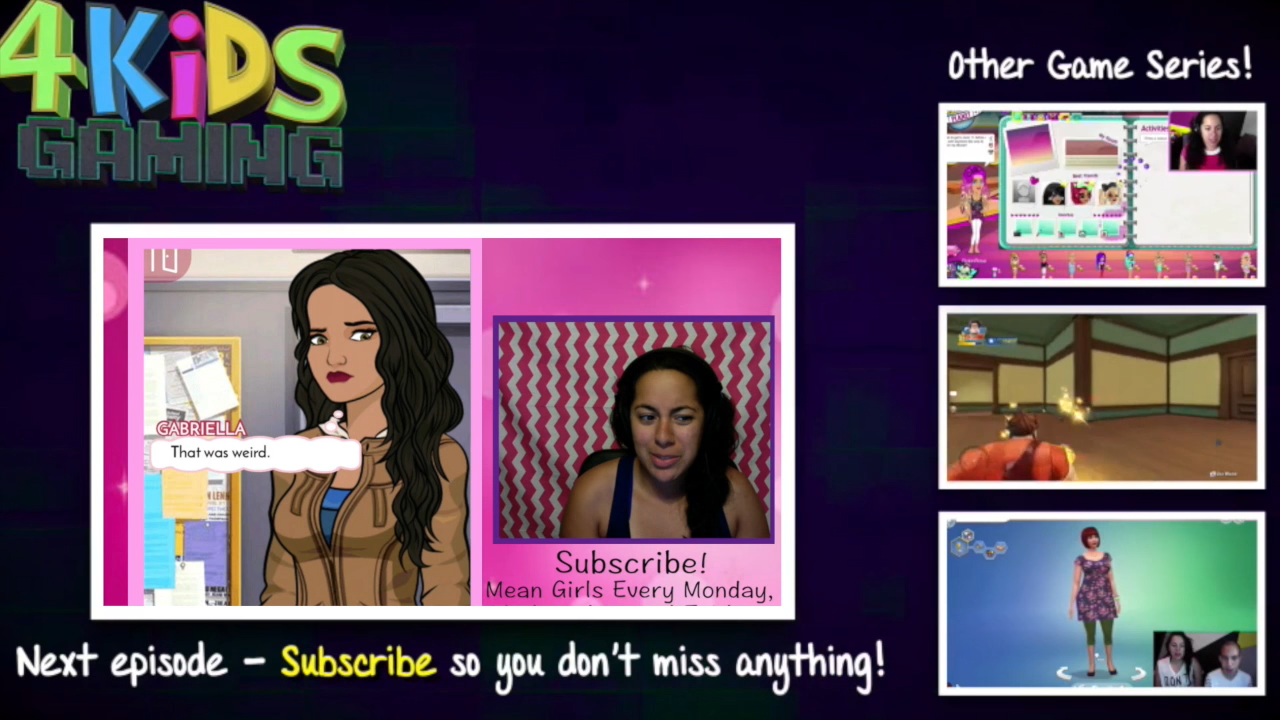 4KiDS
GAMING
Other Game Series!
GABRIELLA
That was weird.
Subscribe!
Mean Girls Every Monday,
Next episode - Subscribe so you don't miss anything!